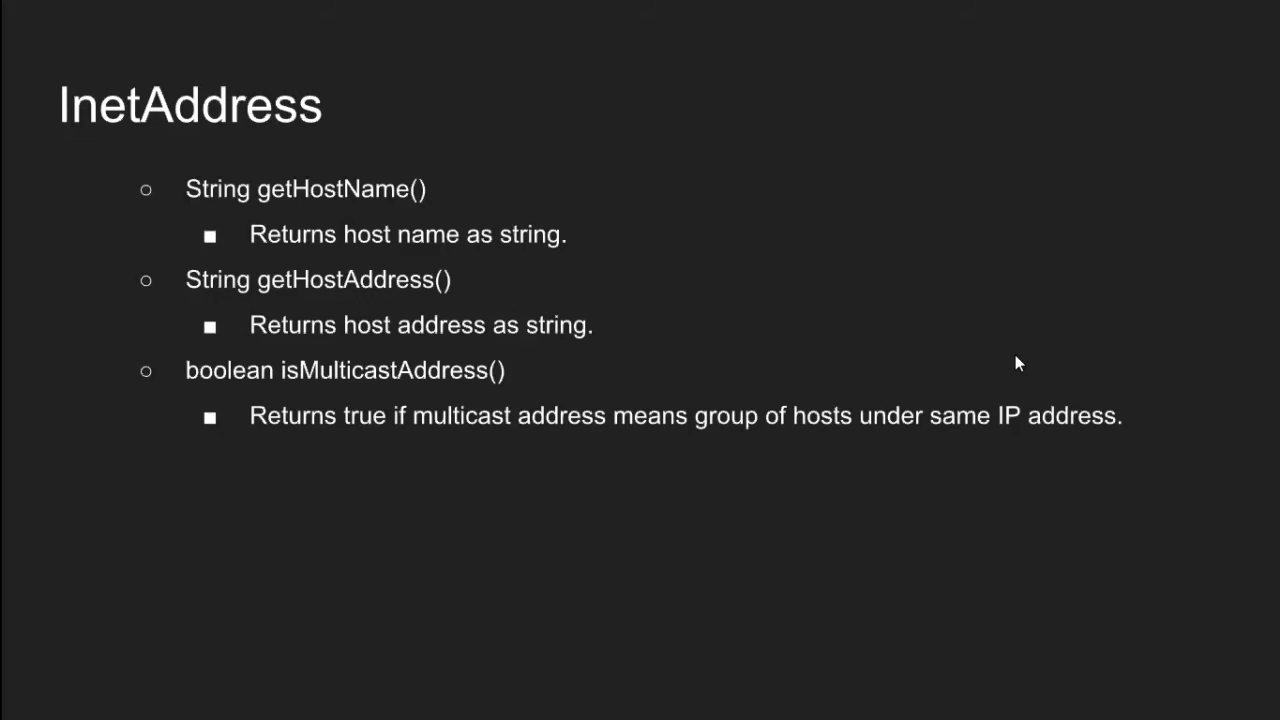 InetAddress
○ String getHostName()
■ Returns host name as string.
○ String getHostAddress()
■ Returns host address as string.
○ boolean isMulticastAddress()
■ Returns true if multicast address means group of hosts under same IP address.